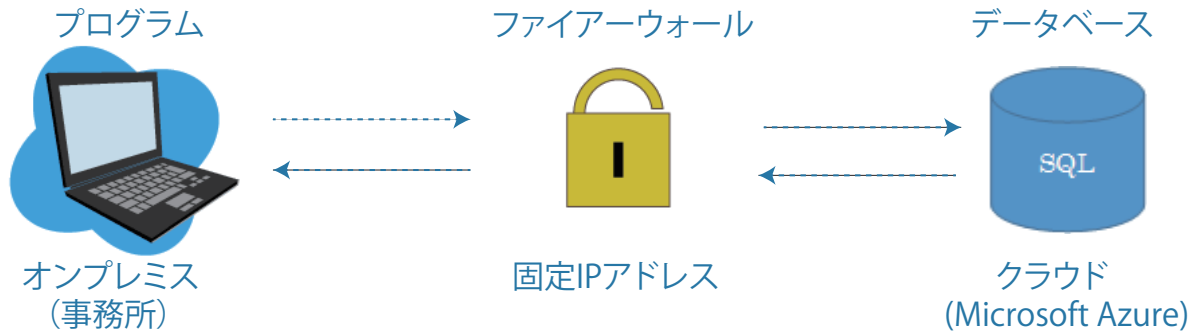 プログラム
ファイアーウォール
データベース
SQL
オンプレミス
（事務所）
固定IPアドレス
クラウド
(Microsoft Azure)